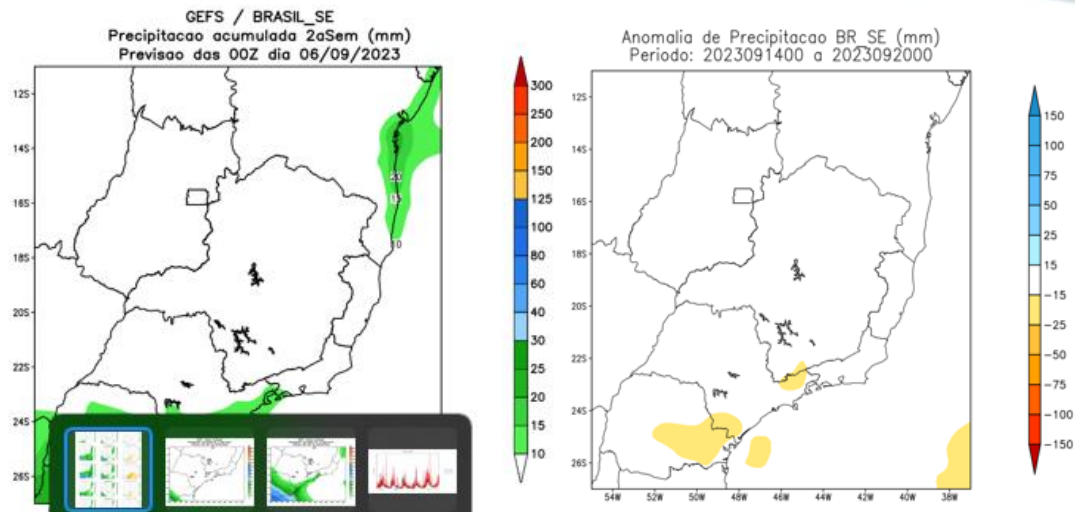 GEFS / BRASIL_SE
Precipitacao acumulada 2aSem (mm)
Previsao das 00Z dia 06/09/2023
12S
14S
16S
18S
20S
22S
24S
26S
20
15
10
300
250
200
150
125
100
80
60
40
30
25
20
15
10
Anomalia de Precipitacao BR_SE (mm)
Periodo: 2023091400 a 2023092000
12S
14S
16S
18S
20S
22S
24S
26S
54W 52W 50W 48W 46W 44W 42W 40W 38W
150
100
75
50
25
15
-15
-25
-50
-75
-100
-150